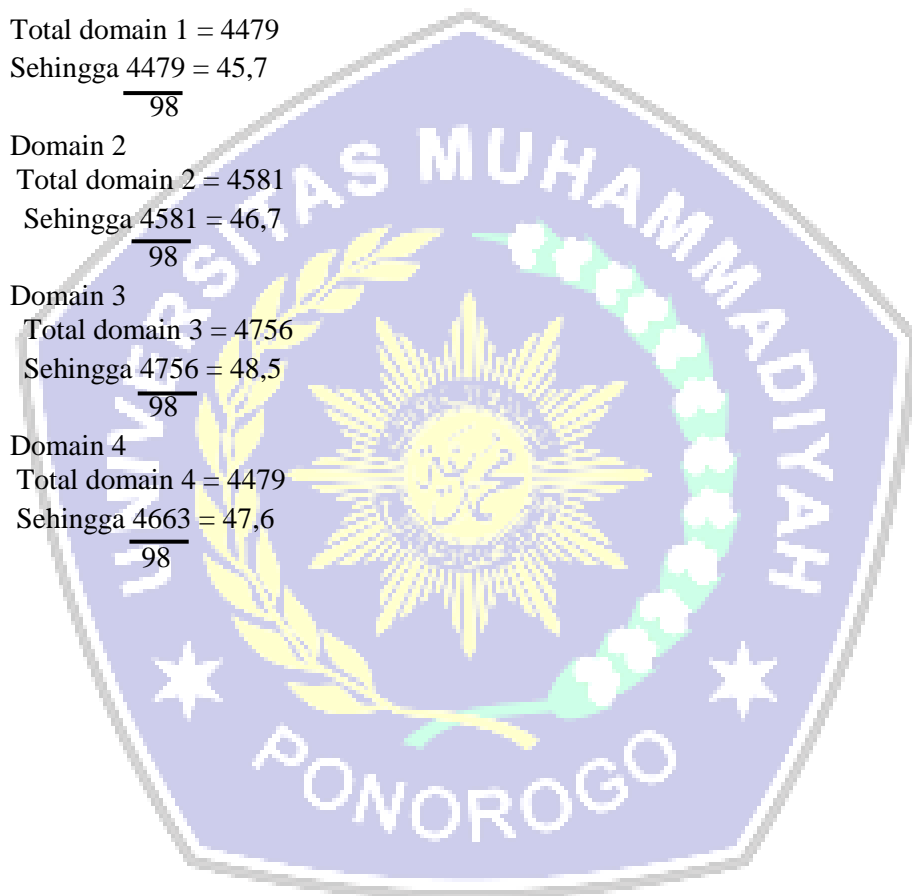 Total domain 1 = 4479
Sehingga 4479 = 45,7
98
Domain 2
Total domain 2 = 4581
Sehingga 4581 = 46,7
98
Domain 3
Total domain 3 = 4756
Sehingga 4756 = 48,5
98
Domain 4
Total domain 4 = 4479
Sehingga 4663 = 47,6
98
UNIVERSITAS MUHAMMADIYAH
PONOROGO